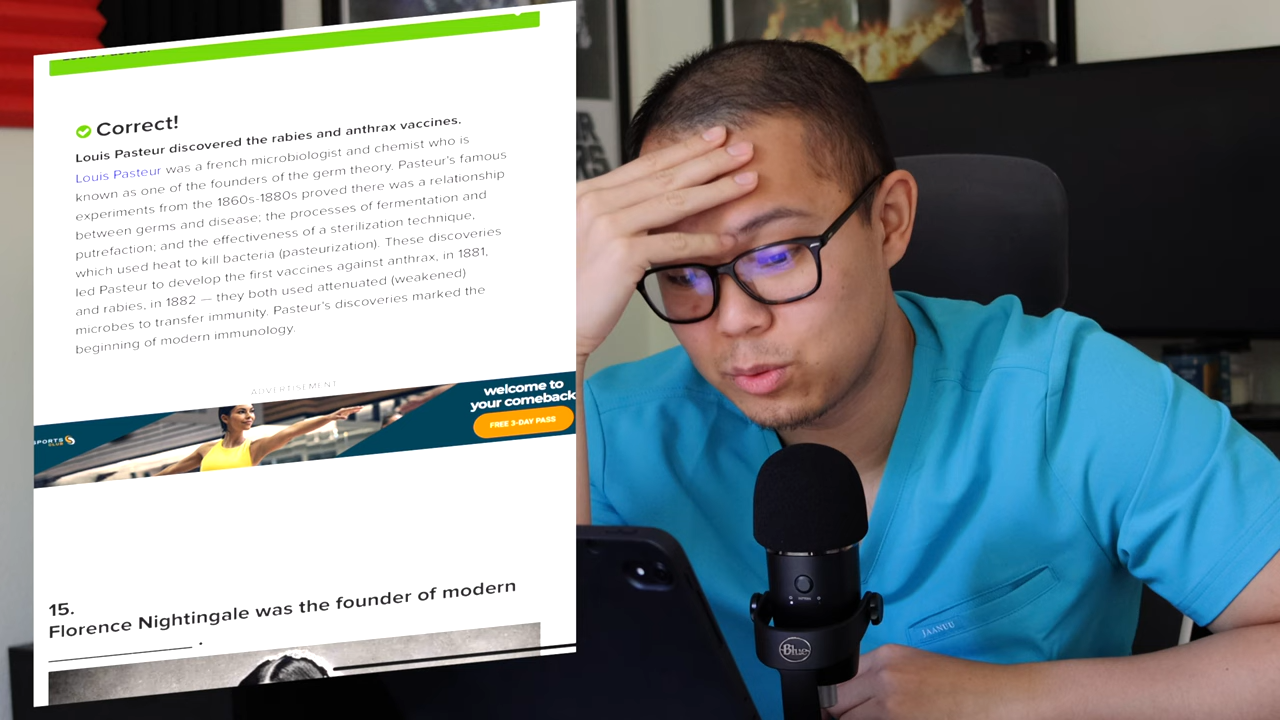 Correct!
Louis Pasteur discovered the rabies and anthrax vaccines.
Louis Pasteur was a french microbiologist and chemist who is
known as one of the founders of the germ theory. Pasteur's famous
experiments from the 1860s-1880s proved there was a relationship
between germs and disease; the processes of fermentation and
putrefaction; and the effectiveness of a sterilization technique,
which used heat to kill bacteria (pasteurization). These discoveries
led Pasteur to develop the first vaccines against anthrax, in 1881,
and rabies, in 1882 — they both used attenuated (weakened)
microbes to transfer immunity. Pasteur's discoveries marked the
beginning of modern immunology.
ADVERTISEMENT
welcome to
your comeback
FREE 3-DAY PASS
SPORTS
CLUB
15.
Florence Nightingale was the founder of modern
________.
JAANUU
Blue